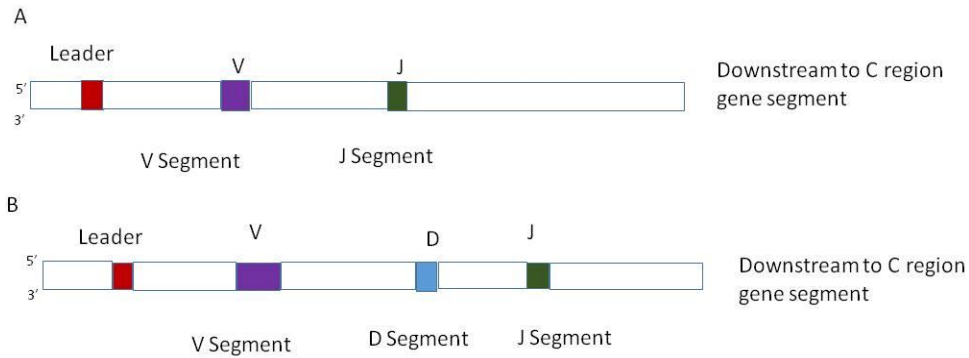 A
Leader
V
J
5′
3′
Downstream to C region
gene segment
V Segment
J Segment
B
Leader
V
D
J
5′
3′
Downstream to C region
gene segment
V Segment
D Segment
J Segment